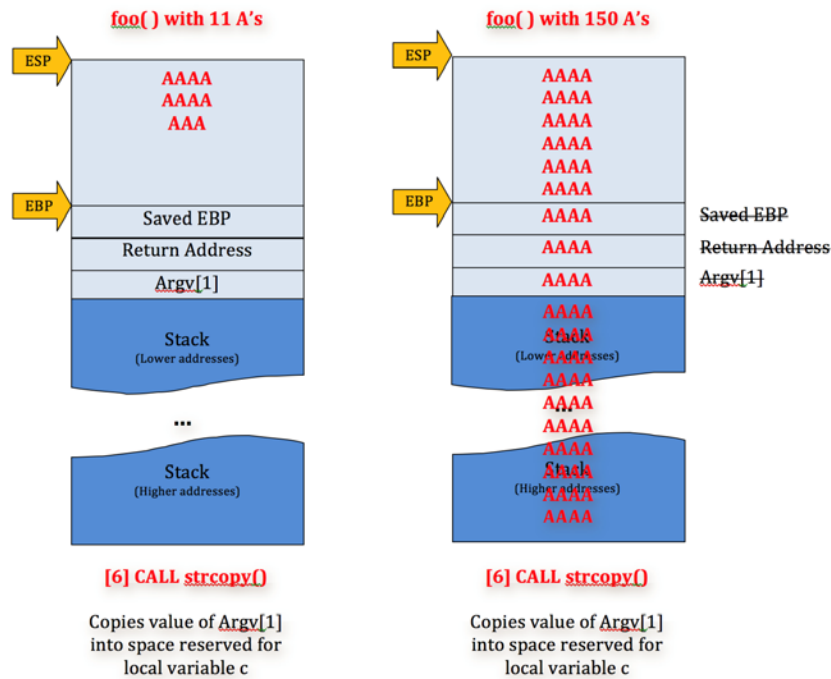 foo( ) with 11 A's
ESP
AAAA
AAAA
AAA
EBP
Saved EBP
Return Address
Argv[1]
Stack
(Lower addresses)
...
Stack
(Higher addresses)
[6] CALL strcopy()
Copies value of Argv[1]
into space reserved for
local variable c
foo( ) with 150 A's
ESP
AAAA
AAAA
AAAA
AAAA
AAAA
AAAA
EBP
AAAA
Saved EBP
AAAA
Return Address
AAAA
Argv[1]
AAAA
AAAA
Stack
AAAA
(Lower addresses)
AAAA
AAAA
...
AAAA
AAAA
AAAA
Stack
AAAA
(Higher addresses)
AAAA
[6] CALL strcopy()
Copies value of Argv[1]
into space reserved for
local variable c